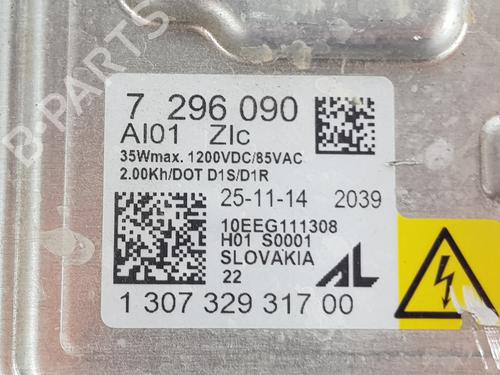 7 296 090
AI01 ZIc
35Wmax. 1200VDC/85VAC
2.00Kh/DOT D1S/D1R
25-11-14 2039
10EEG111308
H01 S0001
SLOVAKIA
22
AL
1 307 329 317 00
B-PARTS